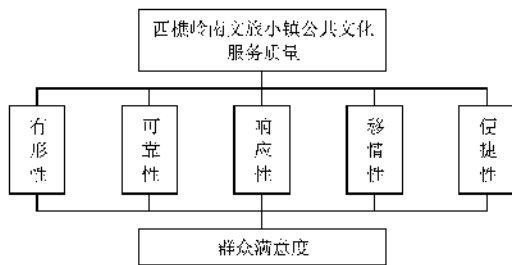 西樵岭南文旅小镇公共文化
服务质量
有形性
可靠性
响应性
移情性
便捷性
群众满意度